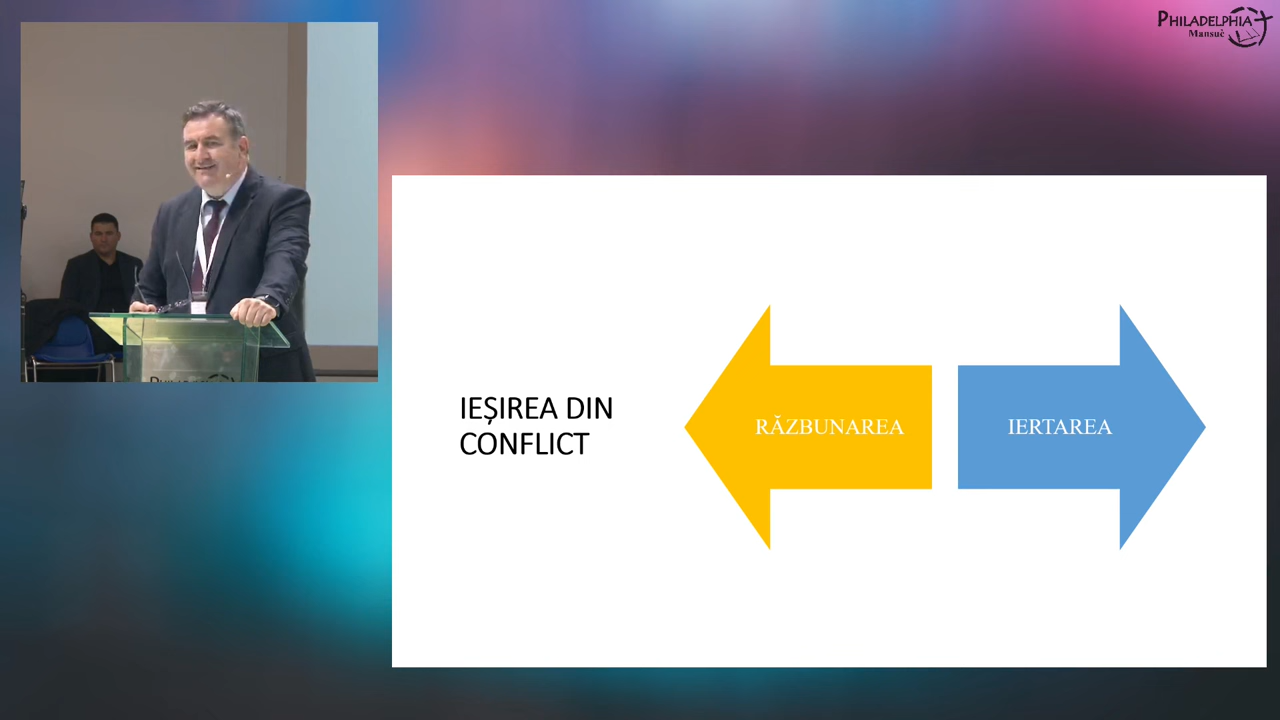 PHILADELPHIA
Mansuè
IEȘIREA DIN
CONFLICT
RĂZBUNAREA
IERTAREA